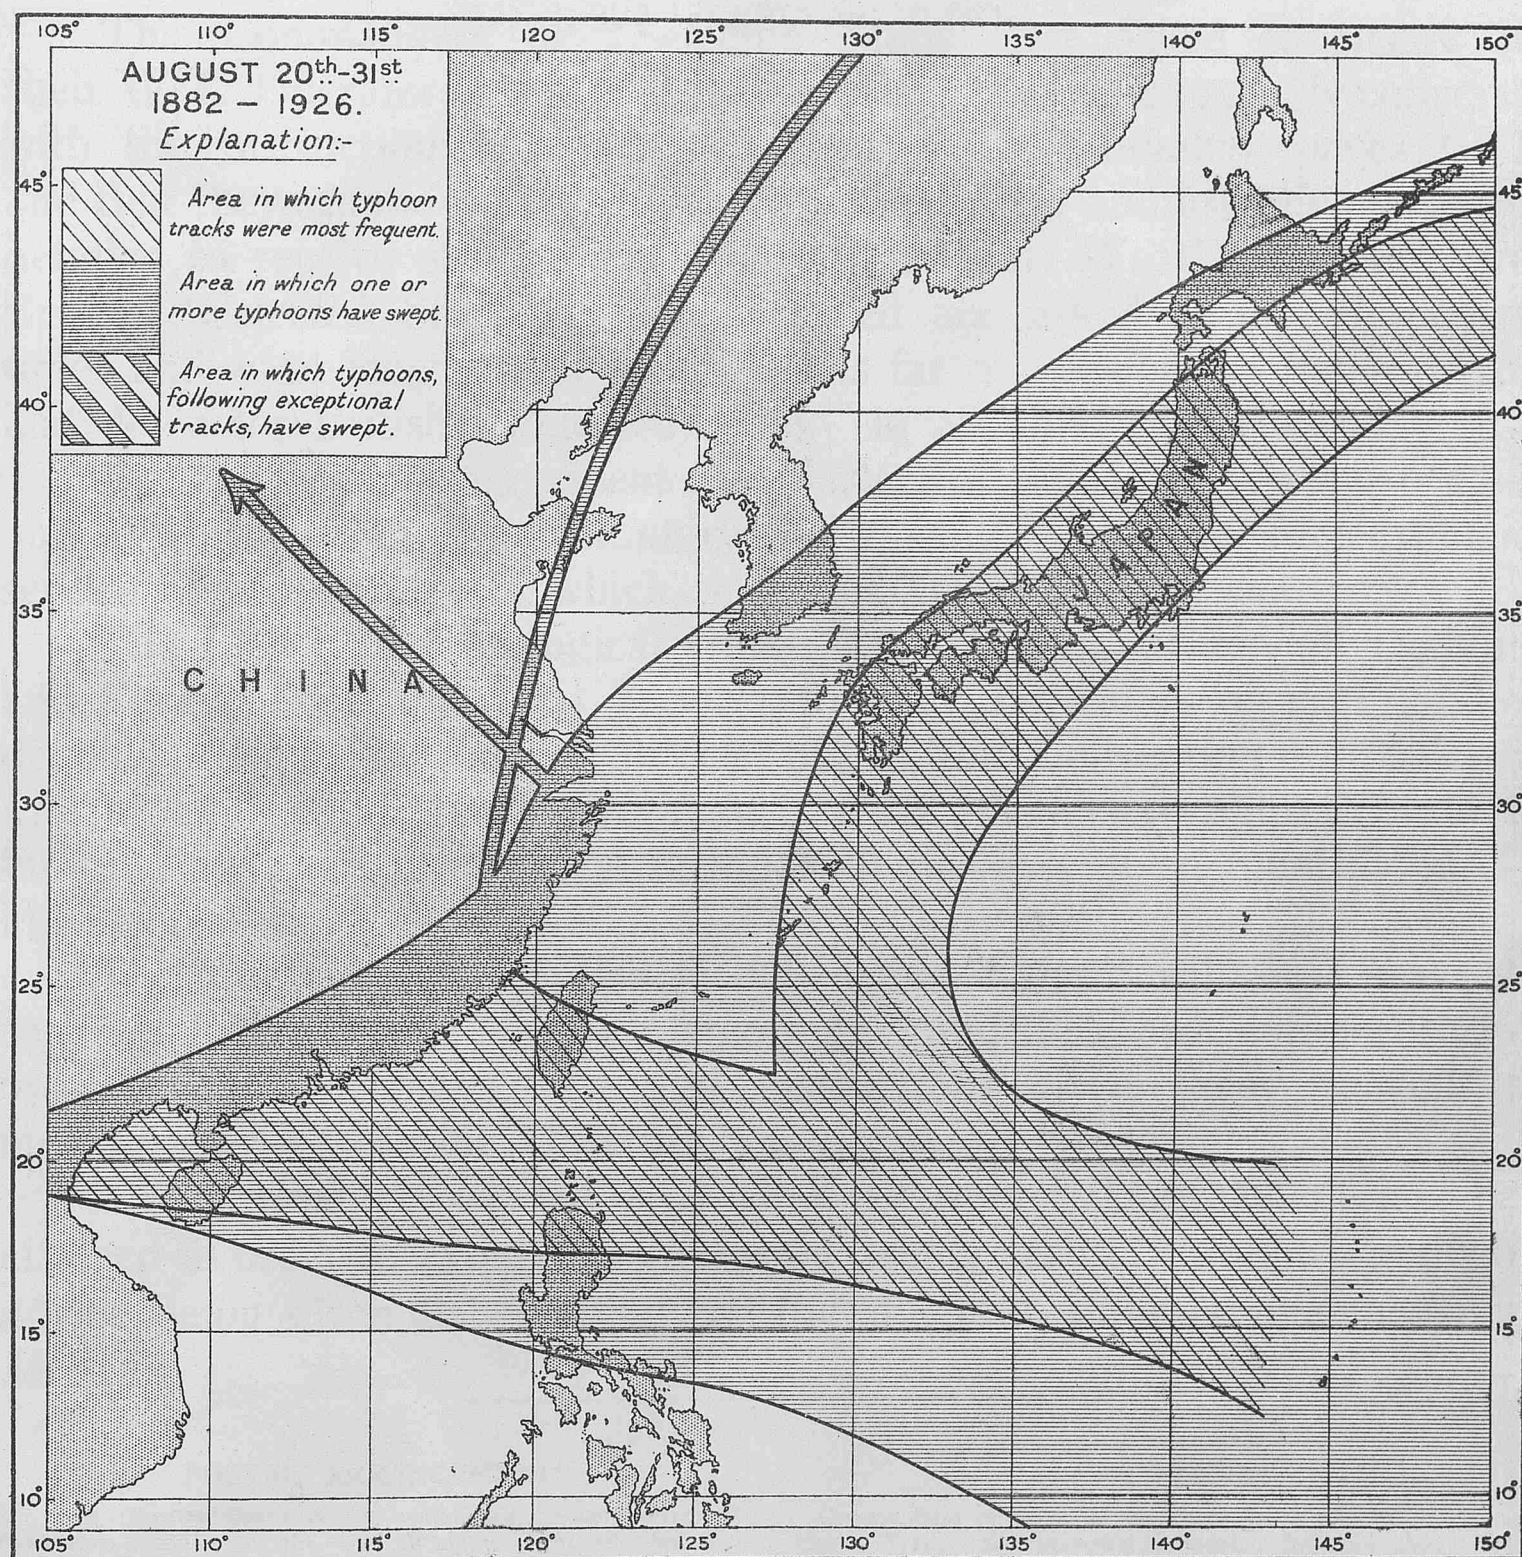 105° 110° 115° 120° 125° 130° 135° 140° 145° 150°
AUGUST 20th-31st
1882 – 1926.
Explanation:-
Area in which typhoon
tracks were most frequent.
Area in which one or
more typhoons have swept.
Area in which typhoons,
following exceptional
tracks, have swept.
45° 45°
40° 40°
35° 35°
CHINA
JAPAN
30° 30°
25° 25°
20° 20°
15° 15°
10° 10°
105° 110° 115° 120° 125° 130° 135° 140° 145° 150°